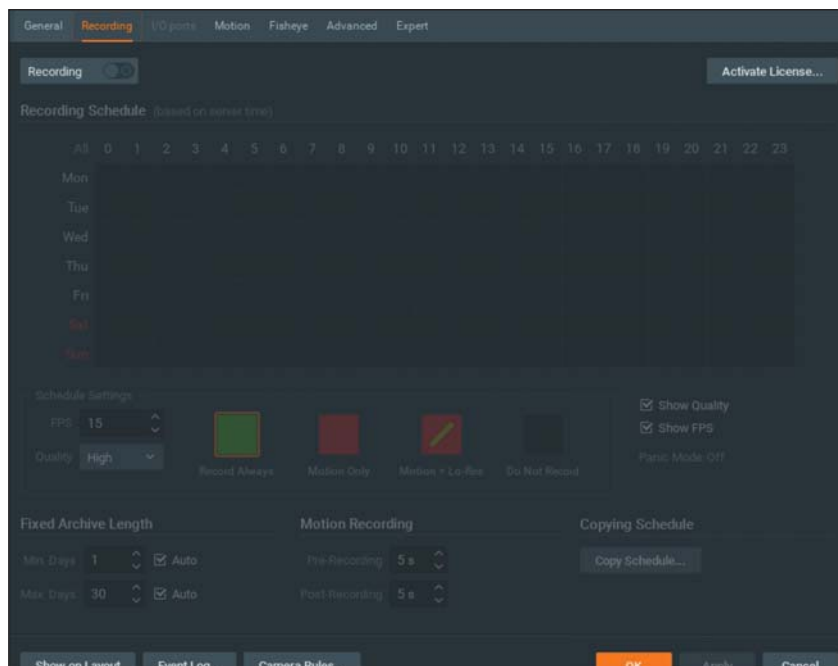 General Recording I/O ports Motion Fisheye Advanced Expert
Recording Activate License...
Recording Schedule (based on server time)
All 0 1 2 3 4 5 6 7 8 9 10 11 12 13 14 15 16 17 18 19 20 21 22 23
Mon
Tue
Wed
Thu
Fri
Sat
Sun
Schedule Settings
FPS 15
Quality High
Record Always Motion Only Motion + Lo-Res Do Not Record
Show Quality
Show FPS
Panic Mode Off
Fixed Archive Length Motion Recording Copying Schedule
Min. Days 1 Auto Pre-Recording 5 s Copy Schedule...
Max. Days 30 Auto Post-Recording 5 s
Show on Layout Event Log... Camera Rules... OK Apply Cancel